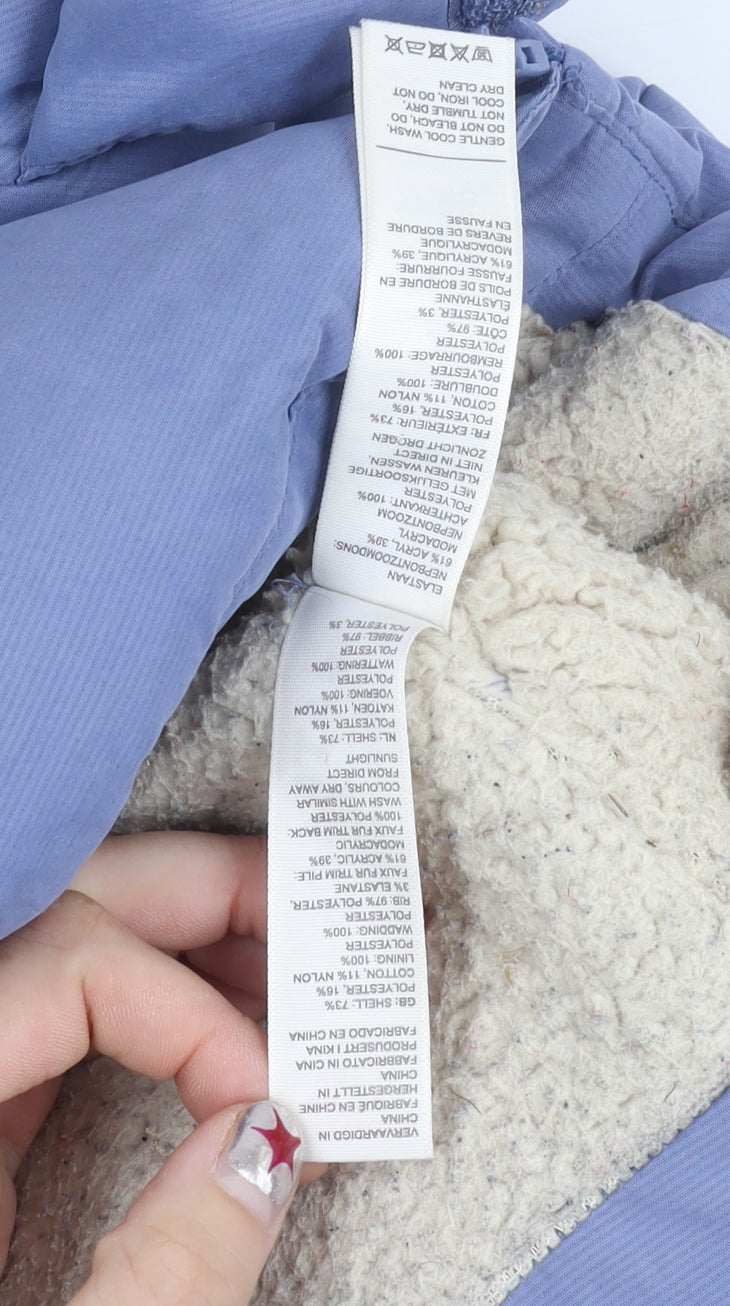 VERVAARDIGD IN
CHINA
FABRIQUÉ EN CHINE
HERGESTELLT IN
CHINA
FABBRICATO IN CINA
PRODUSERT I KINA
FABRICADO EN CHINA
GB: SHELL: 73%
POLYESTER, 16%
COTTON, 11% NYLON
LINING: 100%
POLYESTER
WADDING: 100%
POLYESTER
RIB: 97% POLYESTER,
3% ELASTANE
FAUX FUR TRIM PILE:
61% ACRYLIC, 39%
MODACRYLIC
FAUX FUR TRIM BACK:
100% POLYESTER
WASH WITH SIMILAR
COLOURS, DRY AWAY
FROM DIRECT
SUNLIGHT
NL: SHELL: 73%
POLYESTER, 16%
KATOEN, 11% NYLON
VOERING: 100%
POLYESTER
WATTERING: 100%
POLYESTER
RIBBEL: 97%
POLYESTER, 3%
ELASTAAN
NEPBONTZOOMDONS:
61% ACRYL, 39%
MODACRYL
NEPBONTZOOM
ACHTERKANT: 100%
POLYESTER
MET GELIJKSOORTIGE
KLEUREN WASSEN,
NIET IN DIRECT
ZONLICHT DROGEN
FR: EXTÉRIEUR: 73%
POLYESTER, 16%
COTON, 11% NYLON
DOUBLURE: 100%
POLYESTER
REMBOURRAGE: 100%
POLYESTER
CÔTE: 97%
POLYESTER, 3%
ÉLASTHANNE
POILS DE BORDURE EN
FAUSSE FOURRURE:
61% ACRYLIQUE, 39%
MODACRYLIQUE
REVERS DE BORDURE
EN FAUSSE
GENTLE COOL WASH,
DO NOT BLEACH, DO
NOT TUMBLE DRY,
COOL IRON, DO NOT
DRY CLEAN